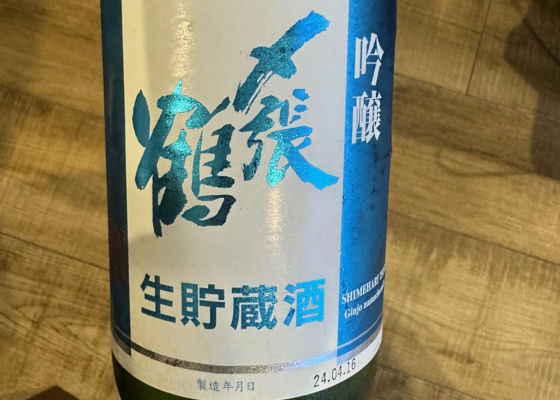 〆張
鶴
吟醸
生貯蔵酒
SHIMEHARI
Ginjo
製造年月日
24.04.16